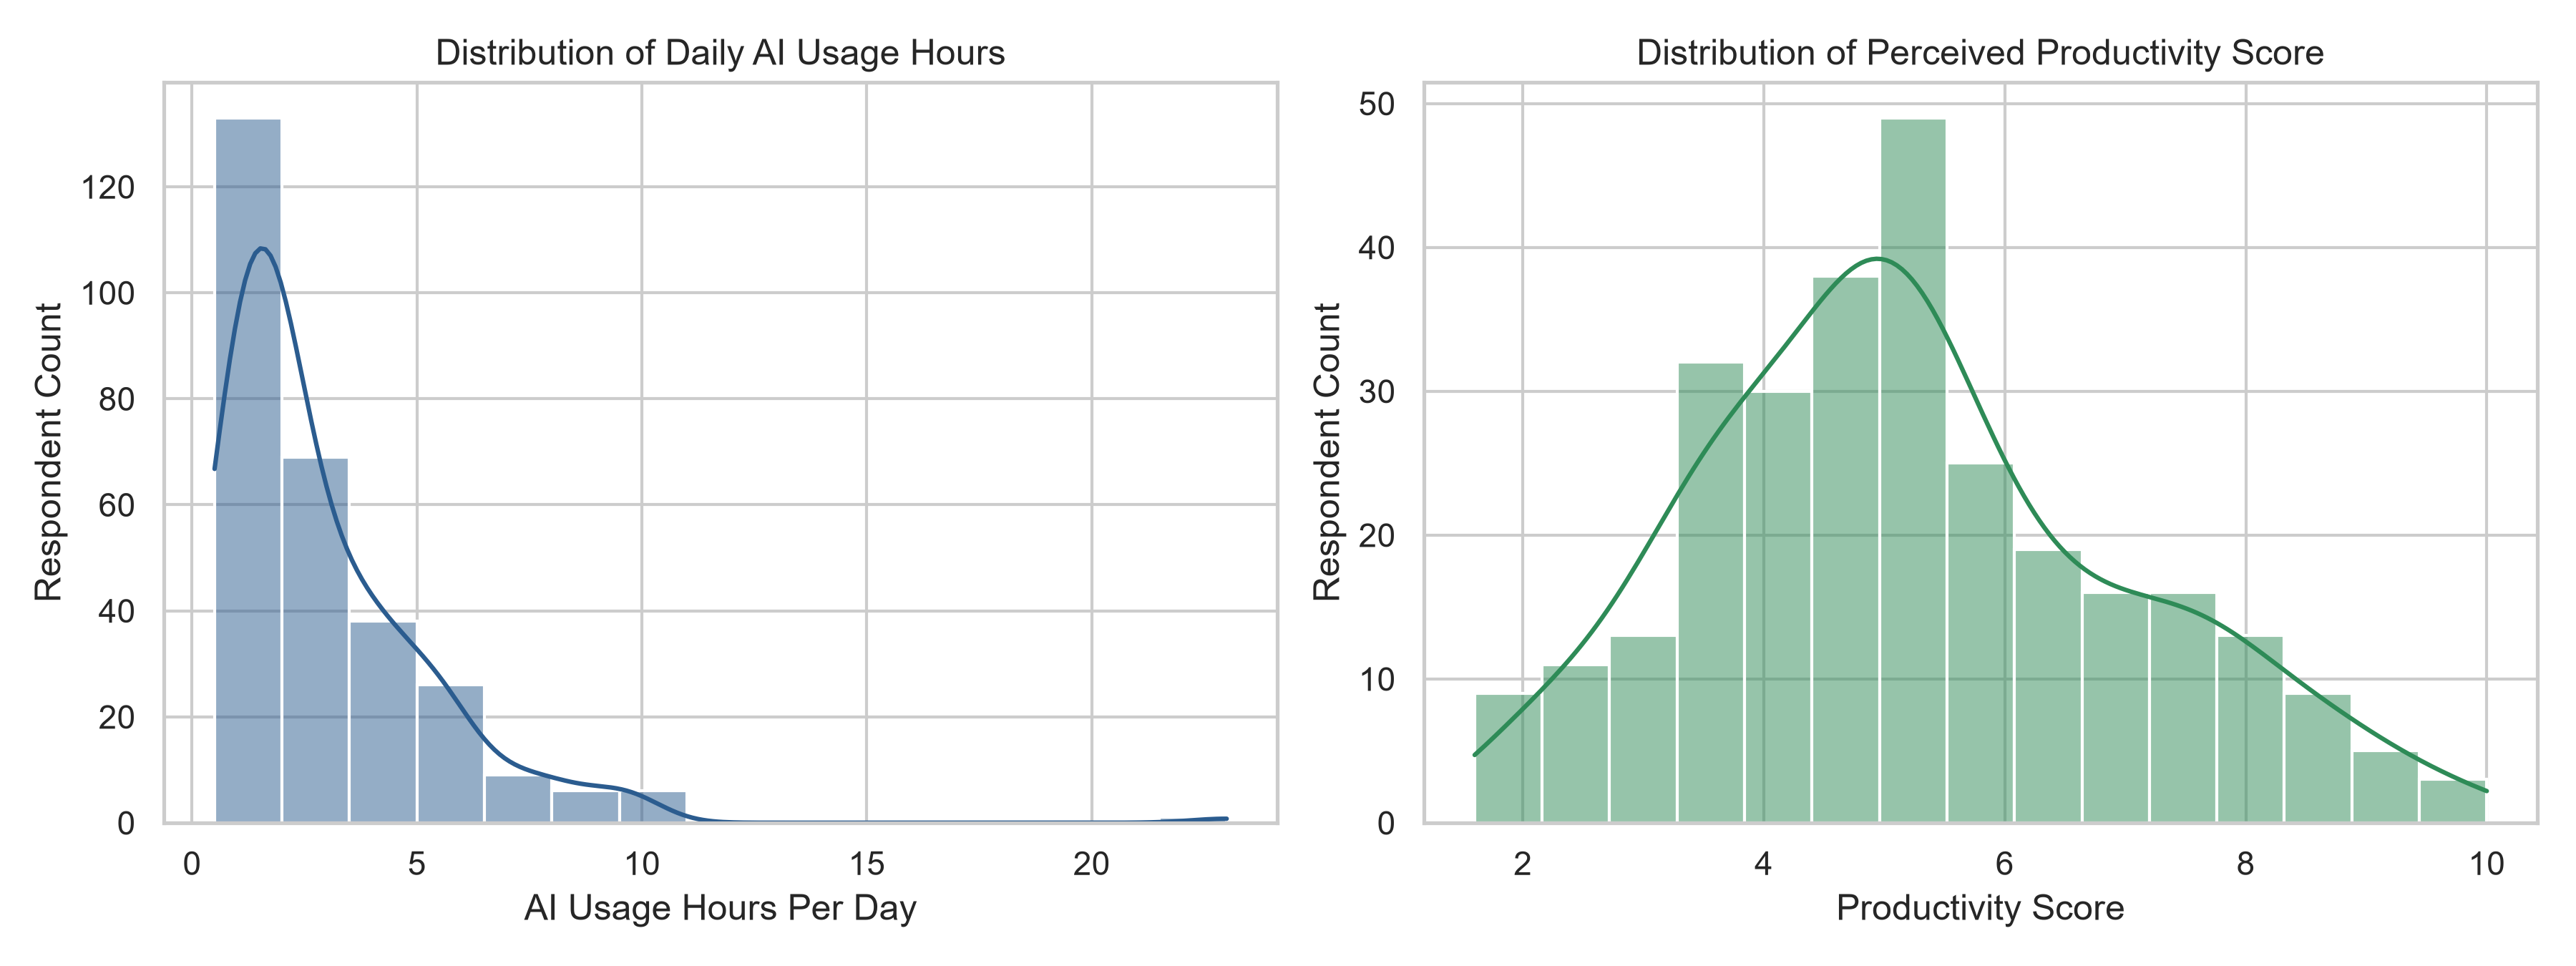 Distribution of Daily AI Usage Hours
120
100
80
60
40
20
0
Respondent Count
0 5 10 15 20
AI Usage Hours Per Day
Distribution of Perceived Productivity Score
50
40
30
20
10
0
Respondent Count
2 4 6 8 10
Productivity Score